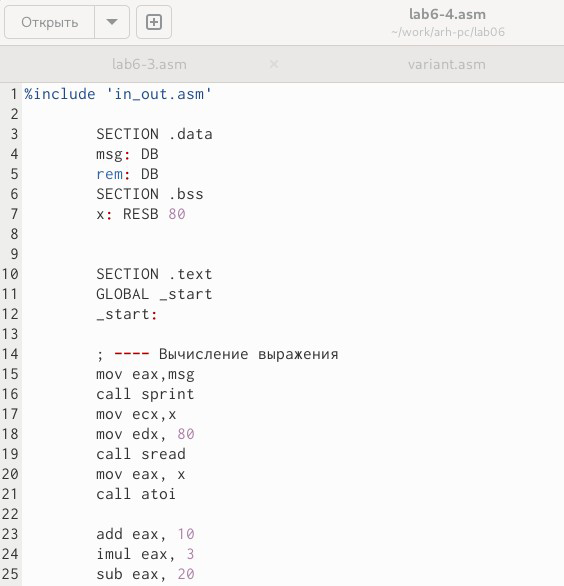 Открыть
lab6-4.asm
~/work/arh-pc/lab06
lab6-3.asm × variant.asm
1 %include 'in_out.asm'
2
3 SECTION .data
4 msg: DB
5 rem: DB
6 SECTION .bss
7 x: RESB 80
8
9
10 SECTION .text
11 GLOBAL _start
12 _start:
13
14 ; ---- Вычисление выражения
15 mov eax,msg
16 call sprint
17 mov ecx,x
18 mov edx, 80
19 call sread
20 mov eax, x
21 call atoi
22
23 add eax, 10
24 imul eax, 3
25 sub eax, 20